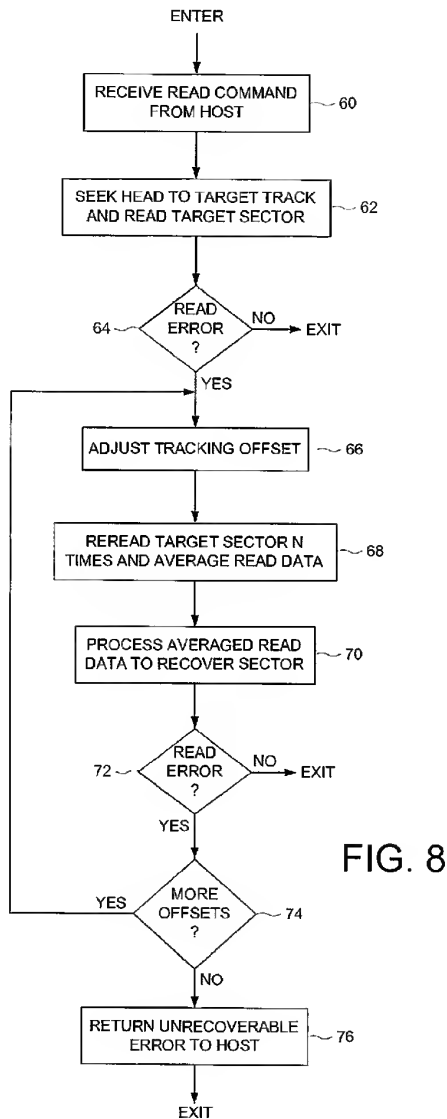 ENTER
RECEIVE READ COMMAND
FROM HOST
60
SEEK HEAD TO TARGET TRACK
AND READ TARGET SECTOR
62
READ
ERROR
?
64
NO
EXIT
YES
ADJUST TRACKING OFFSET
66
REREAD TARGET SECTOR N
TIMES AND AVERAGE READ DATA
68
PROCESS AVERAGED READ
DATA TO RECOVER SECTOR
70
READ
ERROR
?
72
NO
EXIT
YES
FIG. 8
YES
MORE
OFFSETS
?
74
NO
RETURN UNRECOVERABLE
ERROR TO HOST
76
EXIT